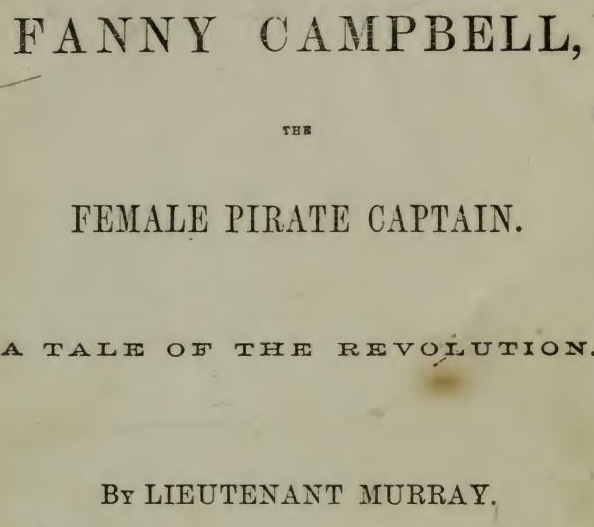 FANNY CAMPBELL,
THE
FEMALE PIRATE CAPTAIN.
A TALE OF THE REVOLUTION.
By LIEUTENANT MURRAY.